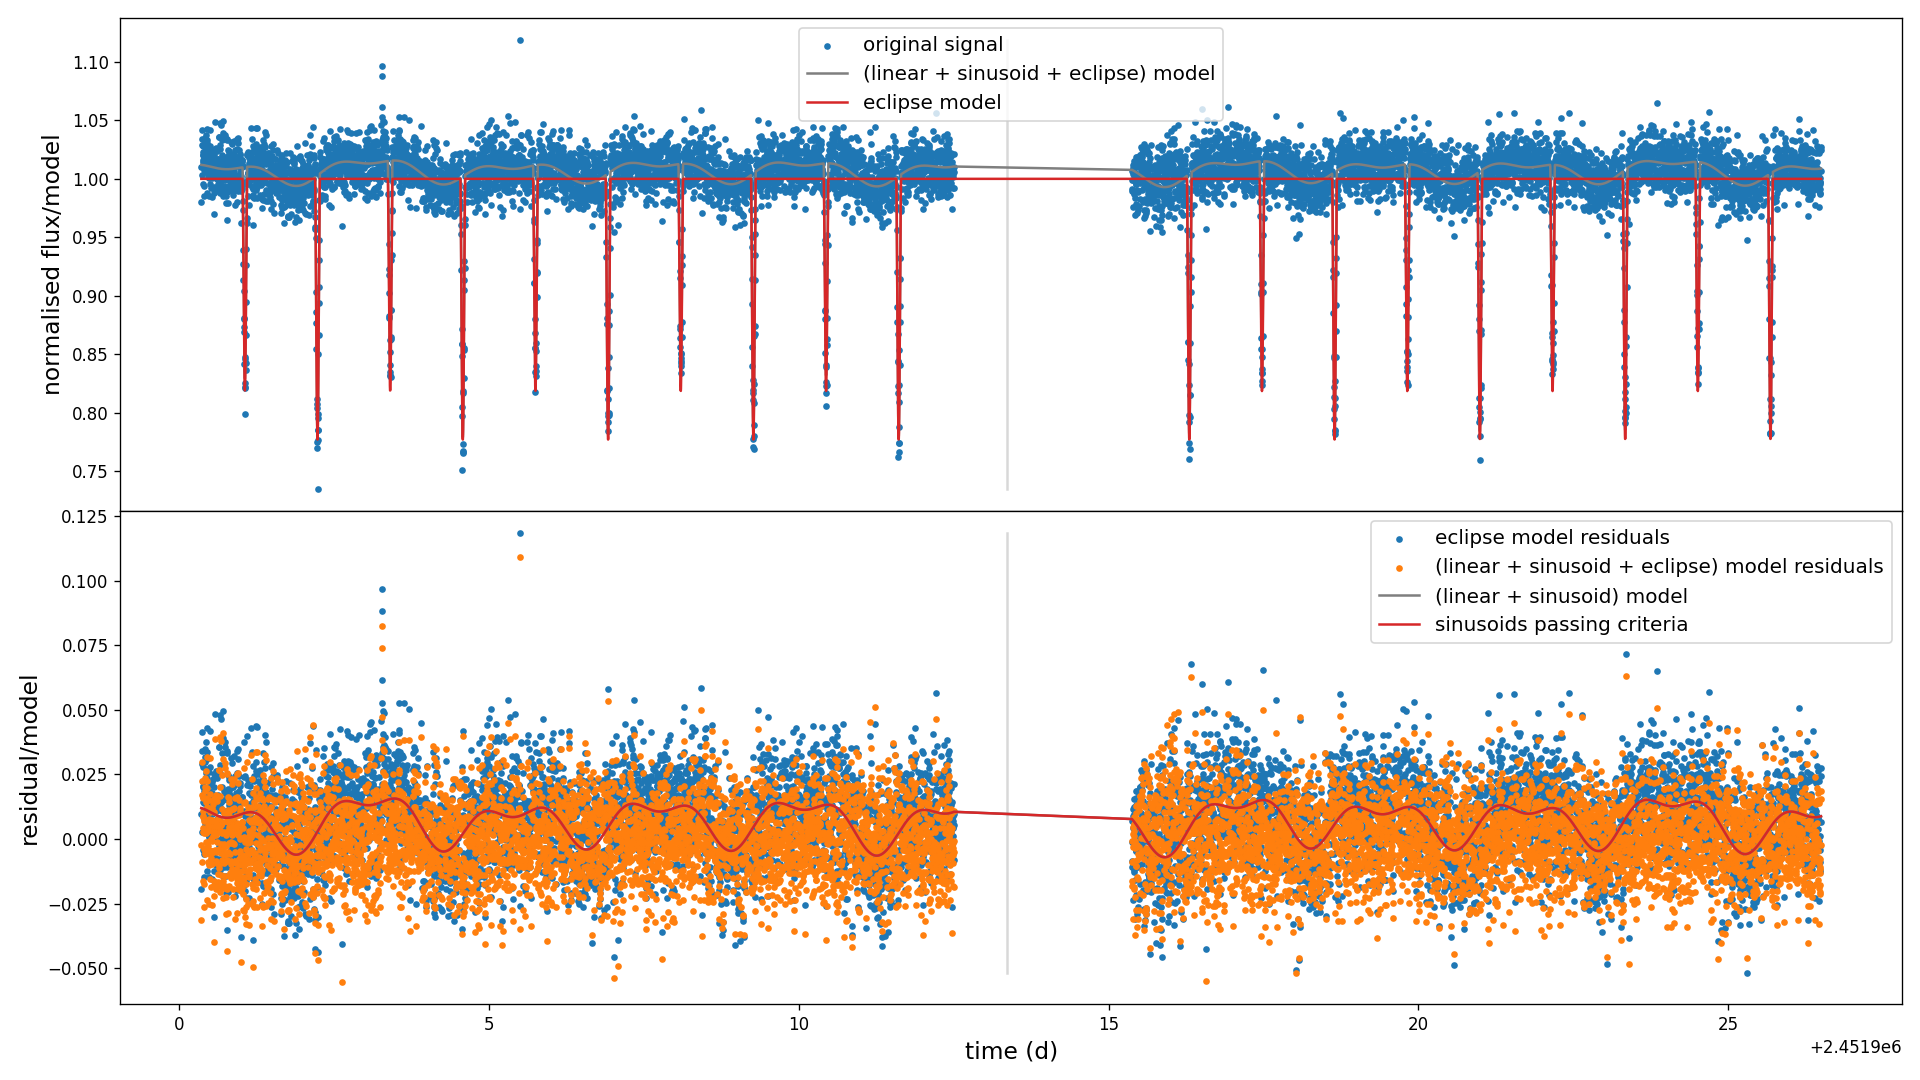 original signal
(linear + sinusoid + eclipse) model
eclipse model
normalised flux/model
1.10
1.05
1.00
0.95
0.90
0.85
0.80
0.75
eclipse model residuals
(linear + sinusoid + eclipse) model residuals
(linear + sinusoid) model
sinusoids passing criteria
residual/model
0.125
0.100
0.075
0.050
0.025
0.000
−0.025
−0.050
0
5
10
15
20
25
time (d)
+2.4519e6